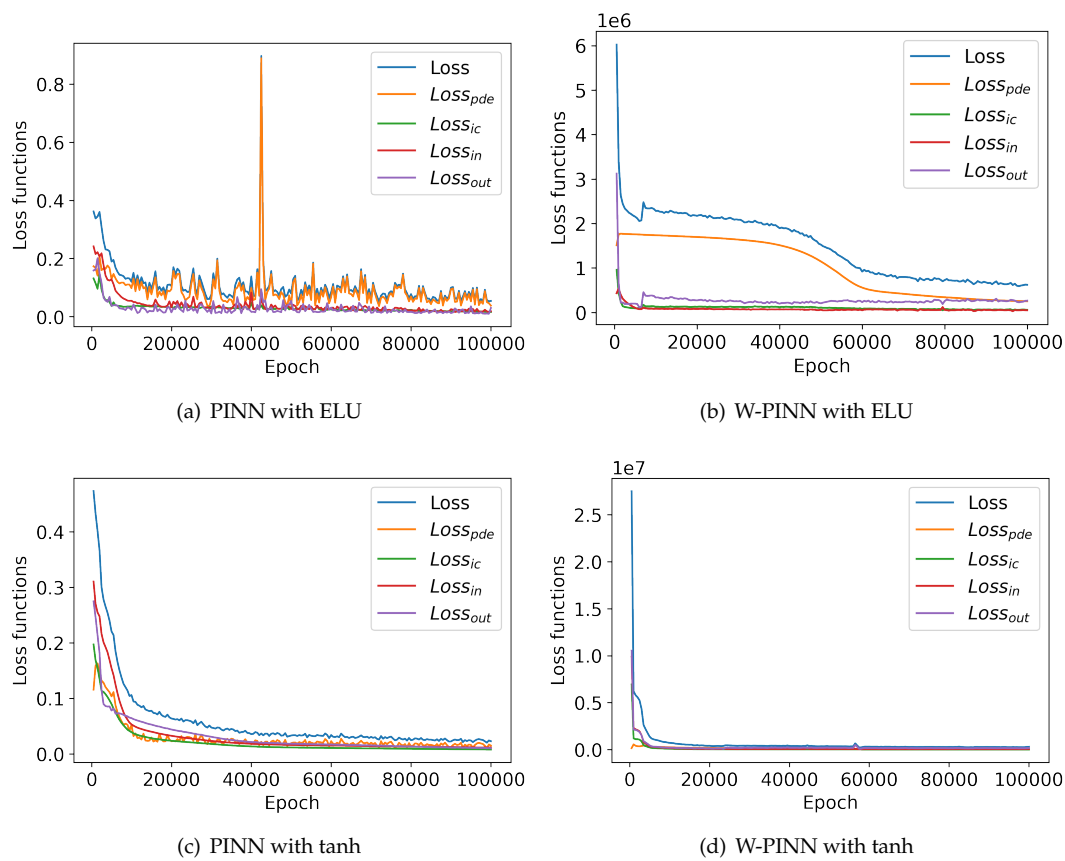 Loss
Loss_pde
Loss_ic
Loss_in
Loss_out
0.8
0.6
0.4
0.2
0.0
Loss functions
0 20000 40000 60000 80000 100000
Epoch
(a) PINN with ELU
1e6
Loss
Loss_pde
Loss_ic
Loss_in
Loss_out
6
5
4
3
2
1
0
Loss functions
0 20000 40000 60000 80000 100000
Epoch
(b) W-PINN with ELU
Loss
Loss_pde
Loss_ic
Loss_in
Loss_out
0.4
0.3
0.2
0.1
0.0
Loss functions
0 20000 40000 60000 80000 100000
Epoch
(c) PINN with tanh
1e7
Loss
Loss_pde
Loss_ic
Loss_in
Loss_out
2.5
2.0
1.5
1.0
0.5
0.0
Loss functions
0 20000 40000 60000 80000 100000
Epoch
(d) W-PINN with tanh